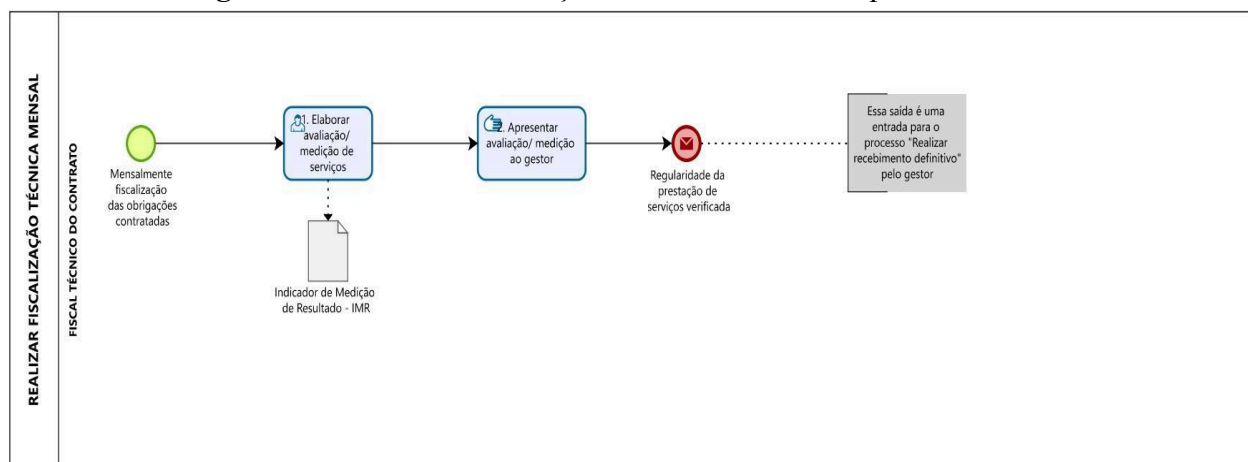 REALIZAR FISCALIZAÇÃO TÉCNICA MENSAL
FISCAL TÉCNICO DO CONTRATO
Mensalmente
fiscalização
das obrigações
contratadas
1. Elaborar
avaliação/
medição de
serviços
Indicador de Medição
de Resultado - IMR
2. Apresentar
avaliação/ medição
ao gestor
Regularidade da
prestação de
serviços verificada
Essa saída é uma
entrada para o
processo "Realizar
recebimento definitivo"
pelo gestor